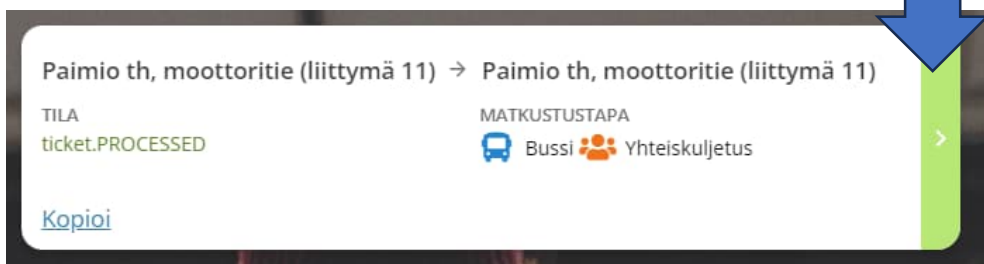 Paimio th, moottoritie (liittymä 11) → Paimio th, moottoritie (liittymä 11)
TILA
MATKUSTUSTAPA
ticket.PROCESSED
Bussi Yhteiskuljetus
Kopioi